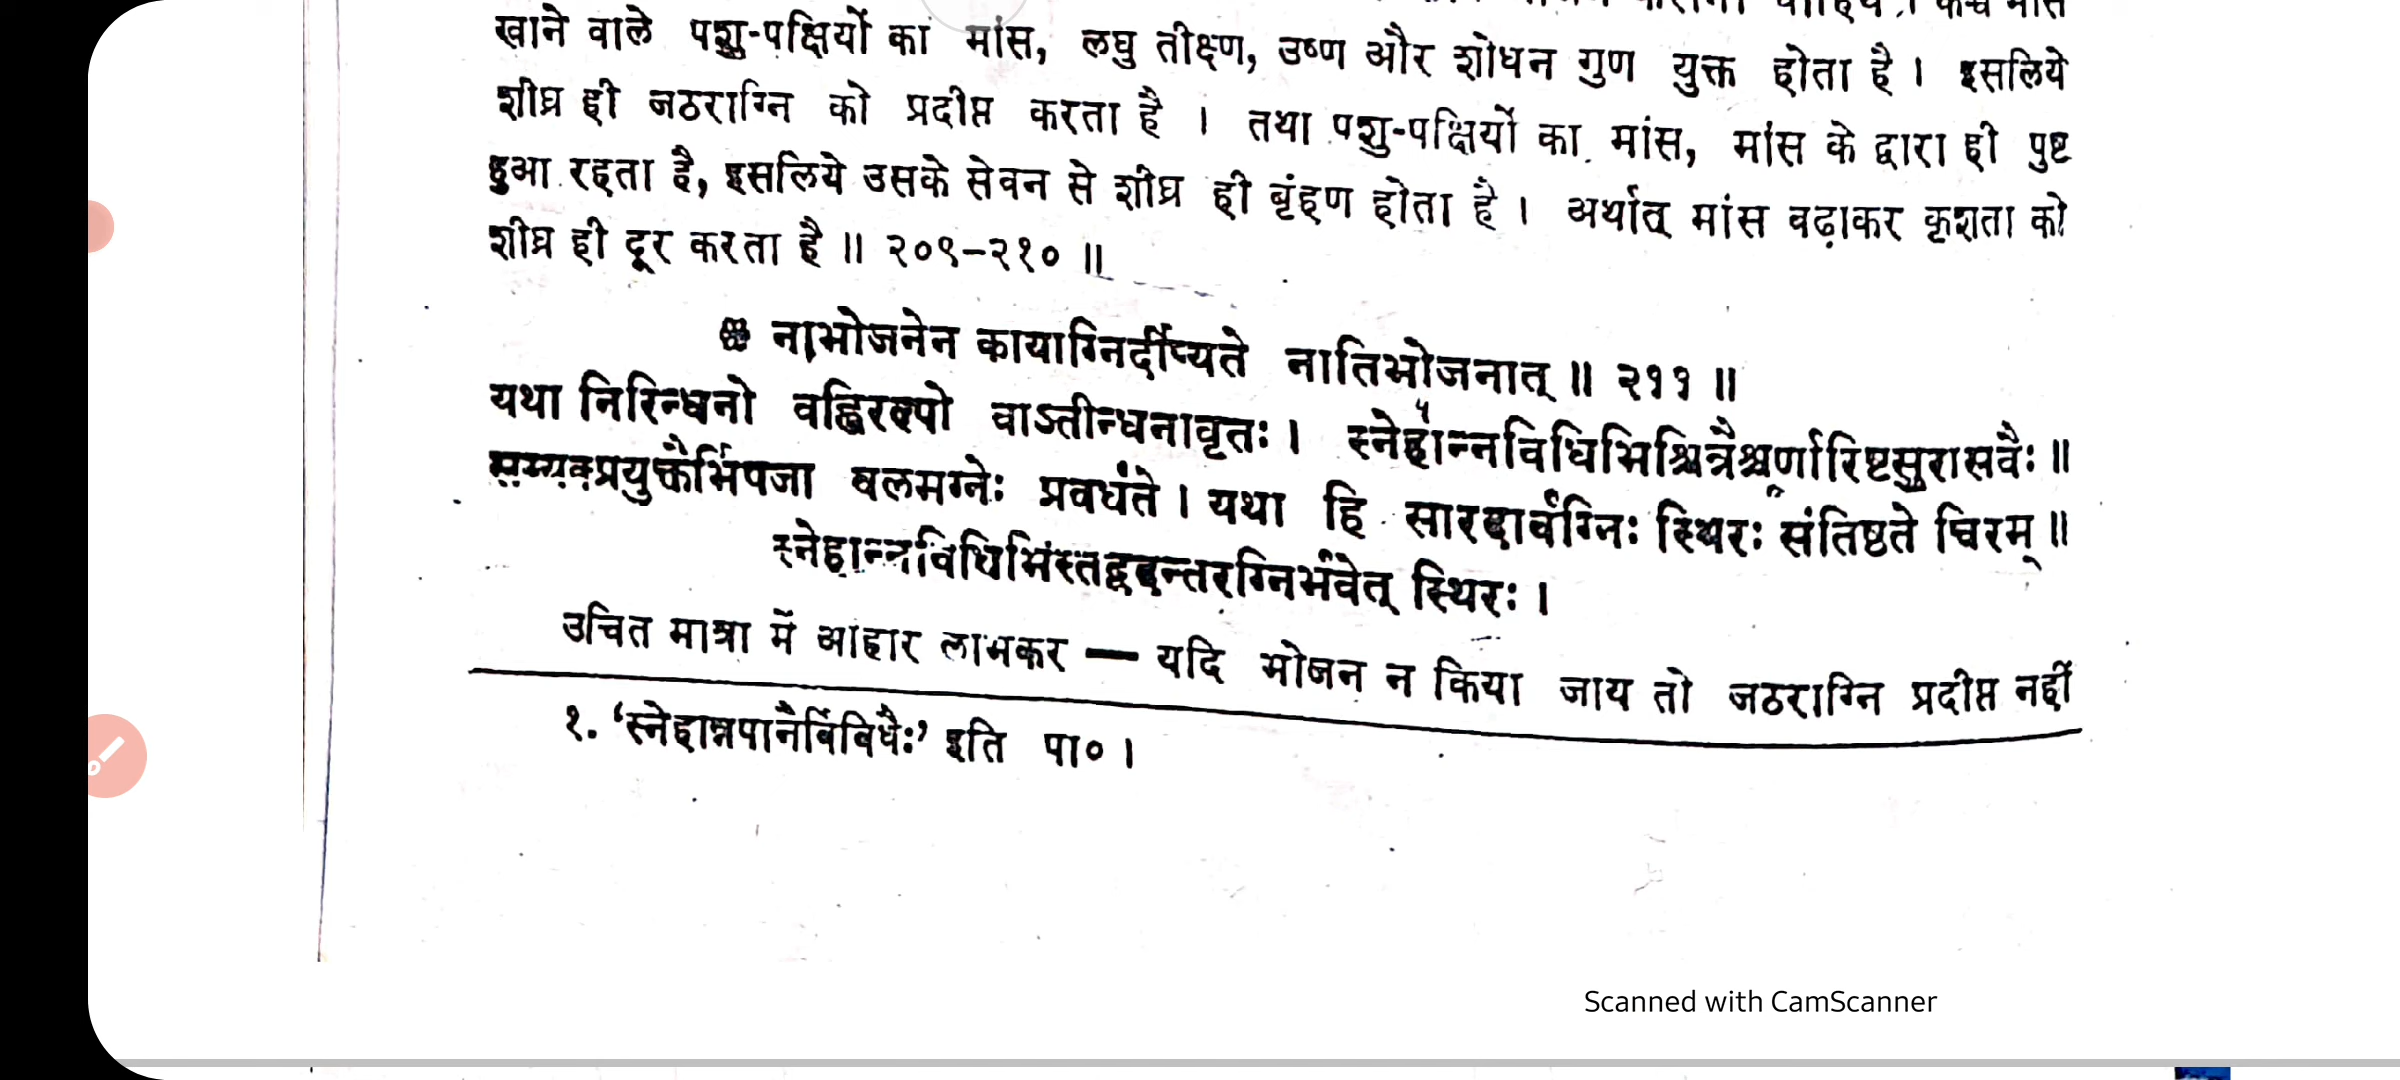 खाने वाले पशु-पक्षियों का मांस, लघु तीक्ष्ण, उष्ण और शोधन गुण युक्त होता है । इसलिये
शीघ्र ही जठराग्नि को प्रदीप्त करता है । तथा पशु-पक्षियों का मांस, मांस के द्वारा ही पुष्ट
हुआ रहता है, इसलिये उसके सेवन से शीघ्र ही बृंहण होता है । अर्थात् मांस बढ़ाकर कृशता को
शीघ्र ही दूर करता है ॥ २०९-२१० ॥
नाभोजनेन कायाग्निर्दीप्यते नातिभोजनात् ॥ २११ ॥
यथा निरिन्धनो वह्निरल्पो वाऽतीन्धनावृतः । स्नेहान्नविधिभिश्चित्रैश्चूर्णारिष्टसुरासवैः ॥
सम्यक्प्रयुक्तैर्भिषजा बलमग्नेः प्रवर्धते । यथा हि सारदार्वग्निः स्थिरः संतिष्ठते चिरम् ॥
स्नेहान्नविधिभिस्तद्वदन्तरग्निर्भवेत् स्थिरः ।
उचित मात्रा में आहार लाभकर — यदि भोजन न किया जाय तो जठराग्नि प्रदीप्त नहीं
१. ‘स्नेहान्नपानैर्विविधैः’ इति पा० ।
Scanned with CamScanner